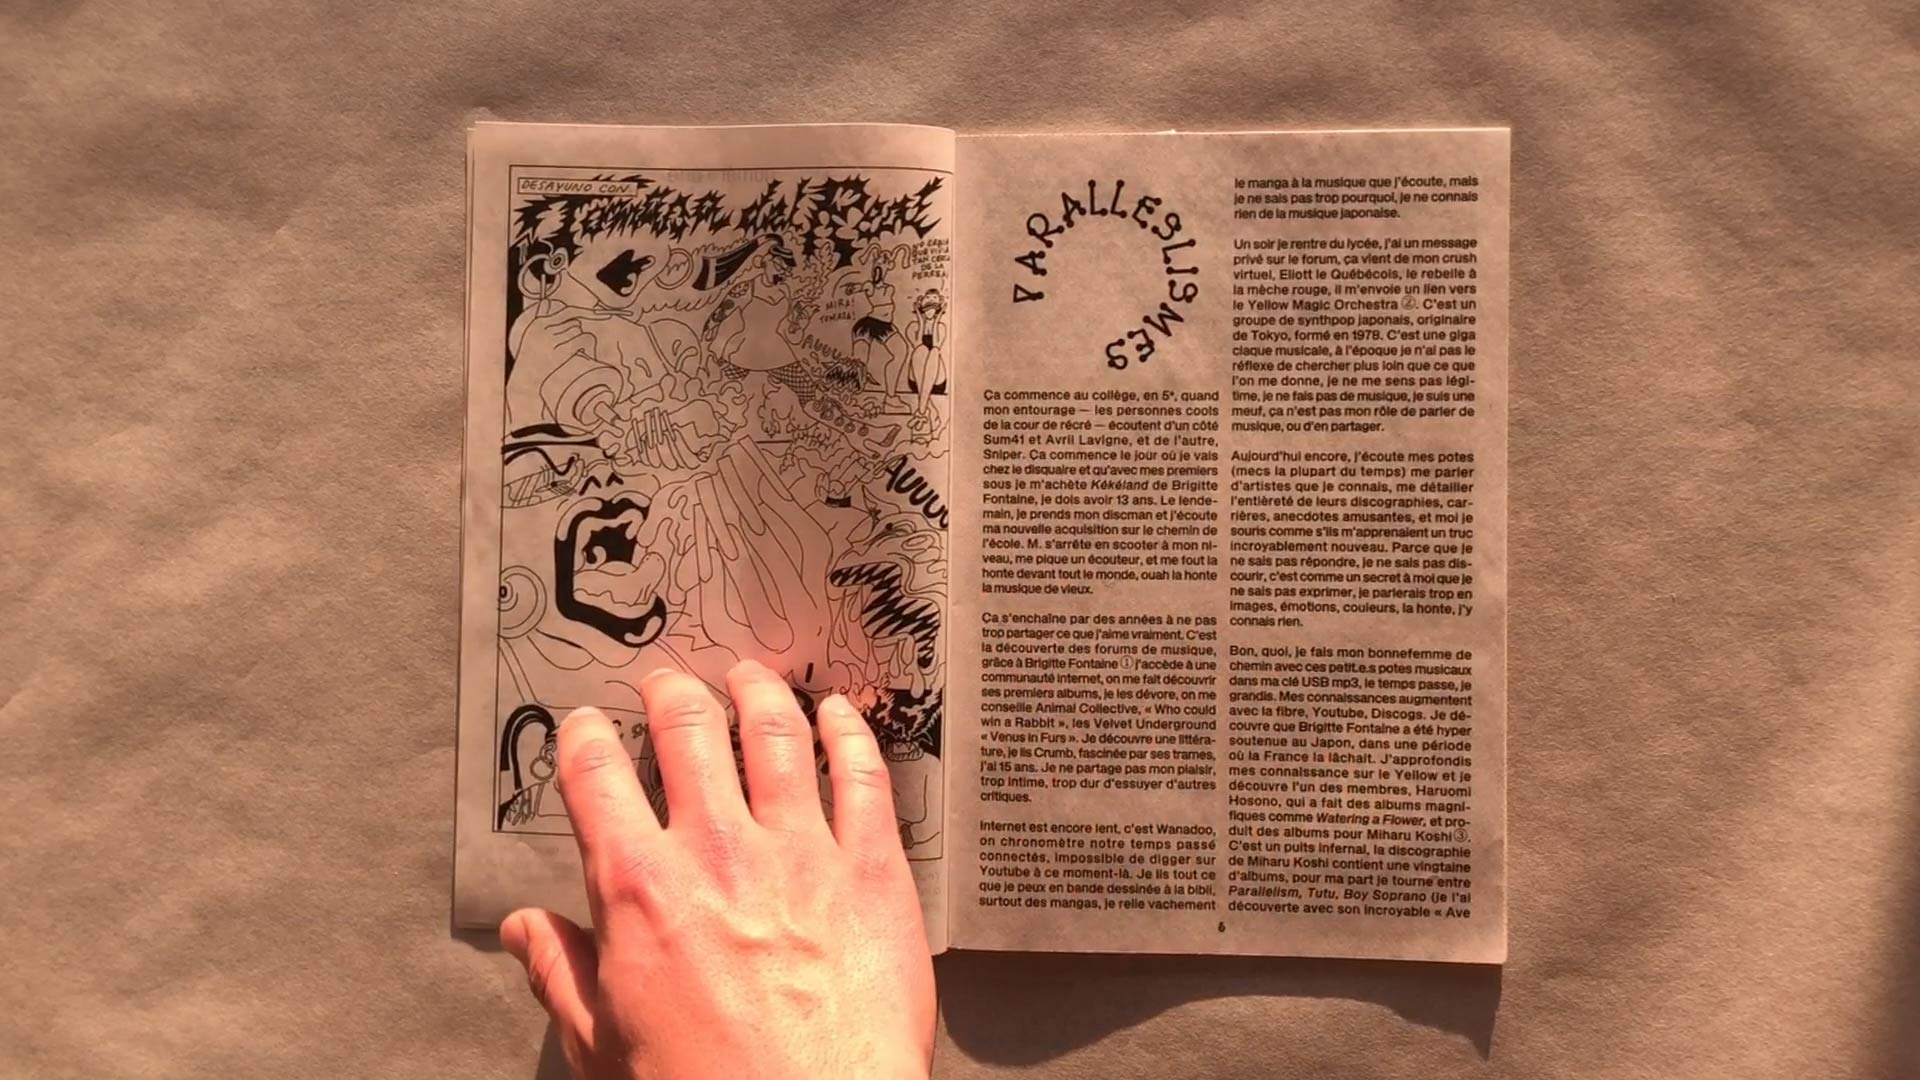 DESAYUNO CON
Tamara del Real
NO SABIA
QUE VIVIA
TAN CERCA
DE LA
PERREA!
MIRA!
TOMASA!
AUUUU
AUUUU
PARALLESLISMES
Ça commence au collège, en 5e, quand
mon entourage — les personnes cools
de la cour de récré — écoutent d'un côté
Sum41 et Avril Lavigne, et de l'autre,
Sniper. Ça commence le jour où je vais
chez le disquaire et qu'avec mes premiers
sous je m'achète Kékéland de Brigitte
Fontaine, je dois avoir 13 ans. Le lende-
main, je prends mon discman et j'écoute
ma nouvelle acquisition sur le chemin de
l'école. M. s'arrête en scooter à mon ni-
veau, me pique un écouteur, et me fout la
honte devant tout le monde, ouah la honte
la musique de vieux.
Ça s'enchaîne par des années à ne pas
trop partager ce que j'aime vraiment. C'est
la découverte des forums de musique,
grâce à Brigitte Fontaine ① j'accède à une
communauté internet, on me fait découvrir
ses premiers albums, je les dévore, on me
conseille Animal Collective, « Who could
win a Rabbit », les Velvet Underground
« Venus in Furs ». Je découvre une littéra-
ture, je lis Crumb, fascinée par ses trames,
j'ai 15 ans. Je ne partage pas mon plaisir,
trop intime, trop dur d'essuyer d'autres
critiques.
Internet est encore lent, c'est Wanadoo,
on chronomètre notre temps passé
connectés, impossible de digger sur
Youtube à ce moment-là. Je lis tout ce
que je peux en bande dessinée à la bibli,
surtout des mangas, je relie vachement
le manga à la musique que j'écoute, mais
je ne sais pas trop pourquoi, je ne connais
rien de la musique japonaise.
Un soir je rentre du lycée, j'ai un message
privé sur le forum, ça vient de mon crush
virtuel, Eliott le Québécois, le rebelle à
la mèche rouge, il m'envoie un lien vers
le Yellow Magic Orchestra ②. C'est un
groupe de synthpop japonais, originaire
de Tokyo, formé en 1978. C'est une giga
claque musicale, à l'époque je n'ai pas le
réflexe de chercher plus loin que ce que
l'on me donne, je ne me sens pas légi-
time, je ne fais pas de musique, je suis une
meuf, ça n'est pas mon rôle de parler de
musique, ou d'en partager.
Aujourd'hui encore, j'écoute mes potes
(mecs la plupart du temps) me parler
d'artistes que je connais, me détailler
l'entièreté de leurs discographies, car-
rières, anecdotes amusantes, et moi je
souris comme s'ils m'apprenaient un truc
incroyablement nouveau. Parce que je
ne sais pas répondre, je ne sais pas dis-
courir, c'est comme un secret à moi que je
ne sais pas exprimer, je parlerais trop en
images, émotions, couleurs, la honte, j'y
connais rien.
Bon, quoi, je fais mon bonnefemme de
chemin avec ces petit.e.s potes musicaux
dans ma clé USB mp3, le temps passe, je
grandis. Mes connaissances augmentent
avec la fibre, Youtube, Discogs. Je dé-
couvre que Brigitte Fontaine a été hyper
soutenue au Japon, dans une période
où la France la lâchait. J'approfondis
mes connaissance sur le Yellow et je
découvre l'un des membres, Haruomi
Hosono, qui a fait des albums magni-
fiques comme Watering a Flower, et pro-
duit des albums pour Miharu Koshi ③.
C'est un puits infernal, la discographie
de Miharu Koshi contient une vingtaine
d'albums, pour ma part je tourne entre
Parallelism, Tutu, Boy Soprano (je l'ai
découverte avec son incroyable « Ave
6